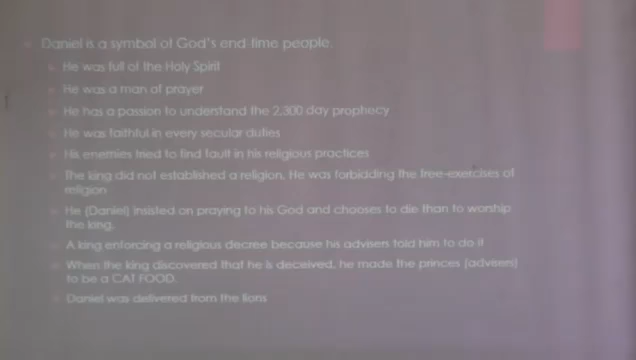 Daniel is a symbol of God's end time people.
He was full of the Holy Spirit
He was a man of prayer
He has a passion to understand the 2,300 day prophecy
He was faithful in every secular duties
His enemies tried to find fault in his religious practices
The king did not established a religion. He was forbidding the free-exercises of
religion
He (Daniel) insisted on praying to his God and chooses to die than to worship
the king.
A king enforcing a religious decree because his advisers told him to do it
When the king discovered that he is deceived, he made the princes (advisers)
to be a CAT FOOD.
Daniel was delivered from the lions